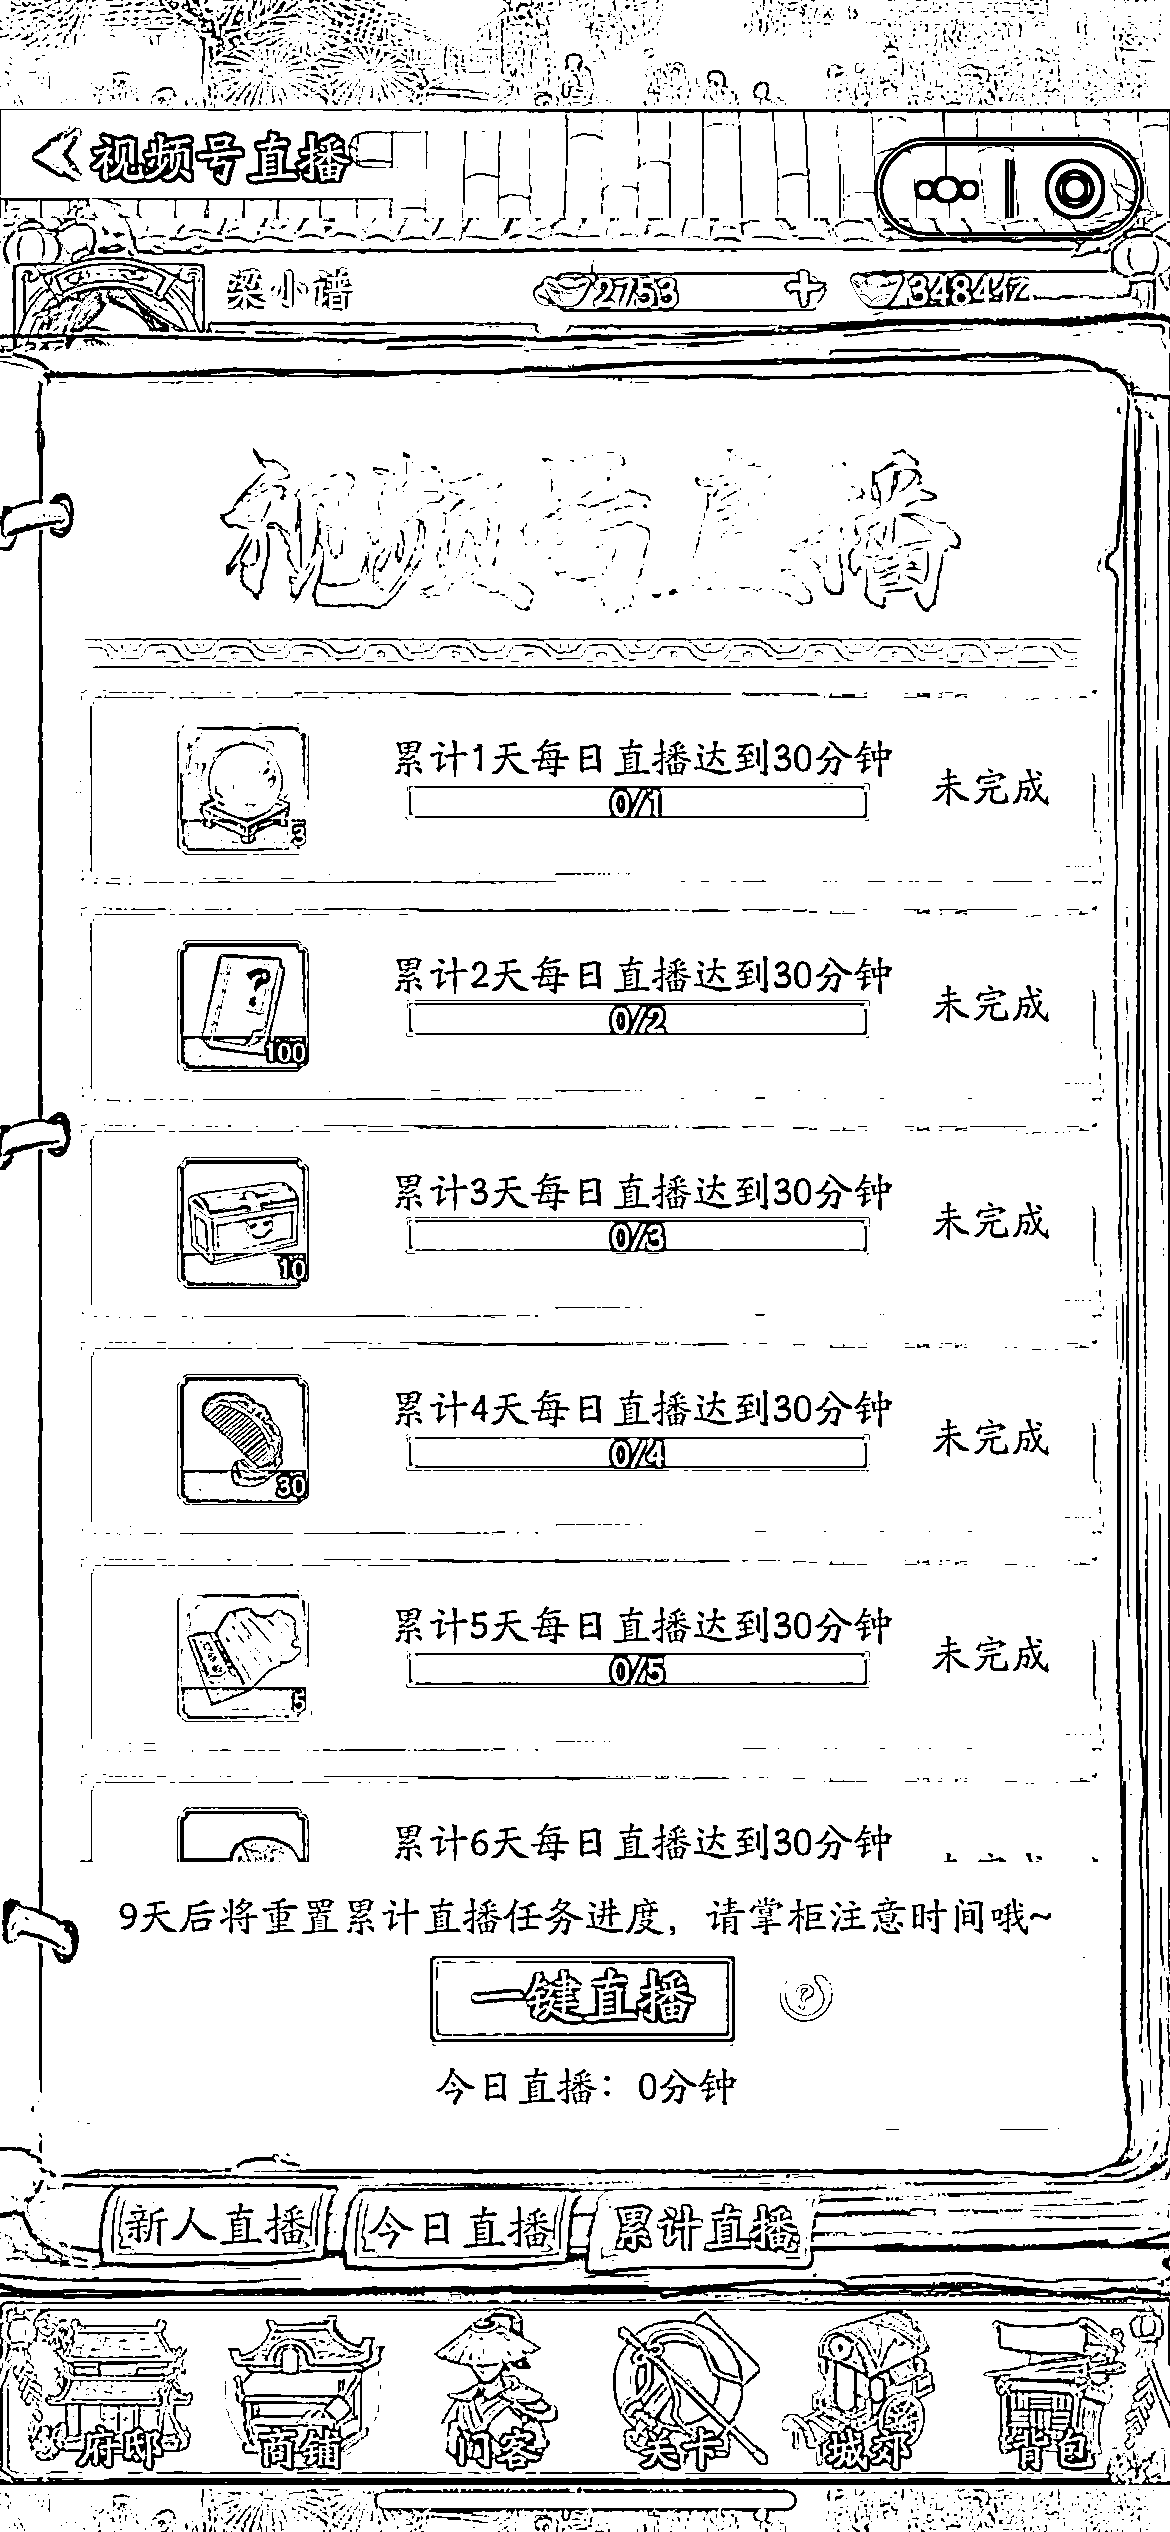 视频号直播
梁小谱
2753
视频号直播
累计1天每日直播达到30分钟
0/1
未完成
3
累计2天每日直播达到30分钟
0/2
未完成
100
累计3天每日直播达到30分钟
0/3
未完成
10
累计4天每日直播达到30分钟
0/4
未完成
30
累计5天每日直播达到30分钟
0/5
未完成
5
累计6天每日直播达到30分钟
9天后将重置累计直播任务进度，请掌柜注意时间哦~
一键直播
?
今日直播：0分钟
新人直播 今日直播 累计直播
府邸 商铺 门客 关卡 城郊 背包